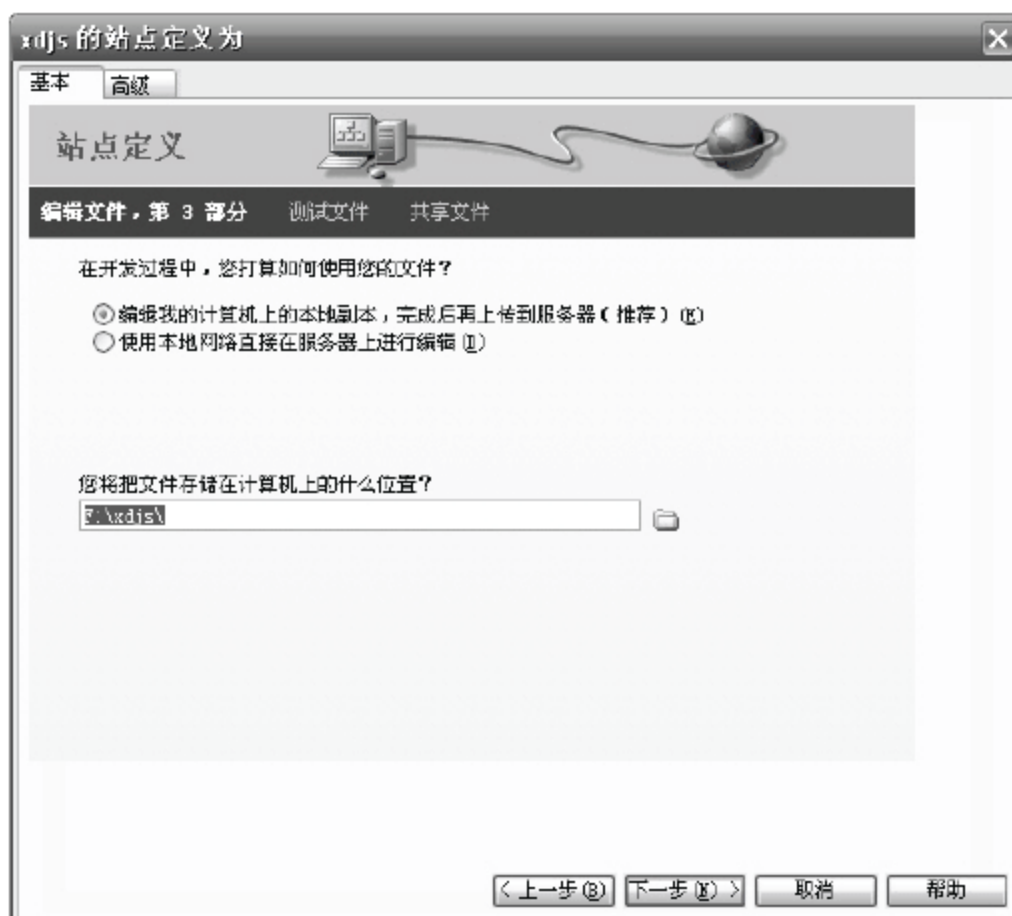 xdjs 的站点定义为
基本 高级
站点定义
编辑文件，第 3 部分 测试文件 共享文件
在开发过程中，您打算如何使用您的文件？
编辑我的计算机上的本地副本，完成后再上传到服务器（推荐）(E)
使用本地网络直接在服务器上进行编辑(D)
您将把文件存储在计算机上的什么位置？
F:\xdjs\
< 上一步(B) 下一步(N) > 取消 帮助